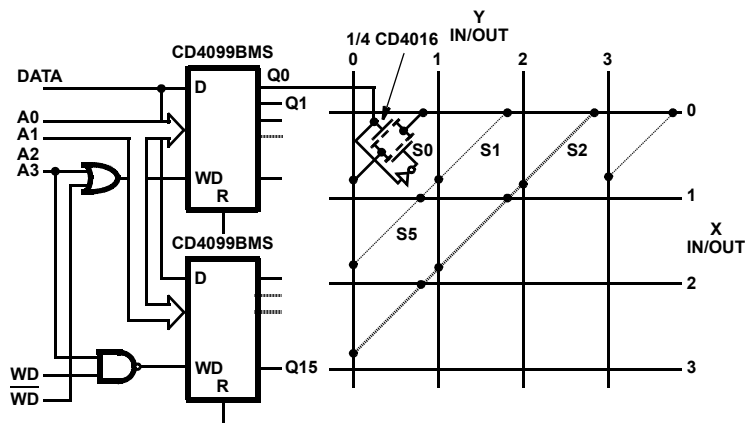 Y
IN/OUT
1/4 CD4016
0 1 2 3
CD4099BMS
DATA
D
Q0
Q1
A0
A1
A2
A3
WD
R
0
S0 S1 S2
1
X
IN/OUT
S5
CD4099BMS
D
2
WD
WD
WD
R
Q15
3